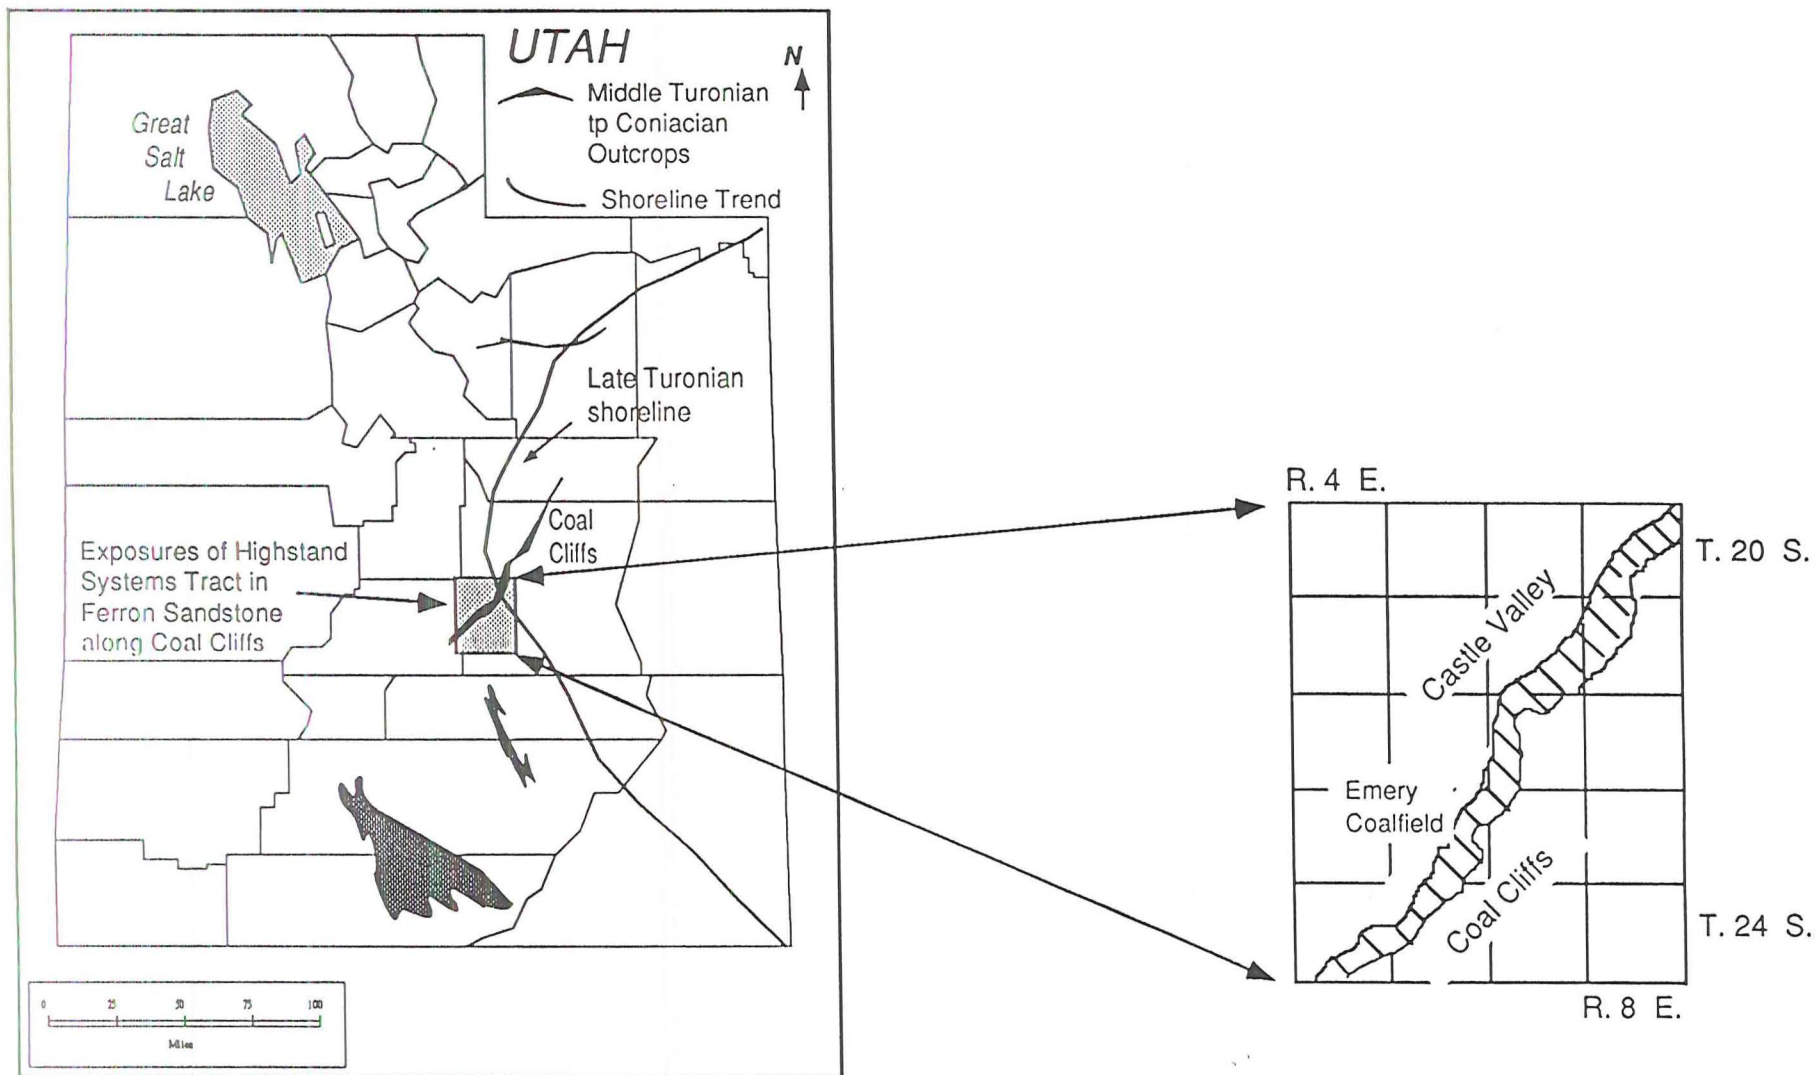 UTAH
N
Middle Turonian
tp Coniacian
Outcrops
Shoreline Trend
Great
Salt
Lake
Late Turonian
shoreline
Coal
Cliffs
Exposures of Highstand
Systems Tract in
Ferron Sandstone
along Coal Cliffs
0 25 50 75 100
Miles
R. 4 E.
T. 20 S.
Castle Valley
Emery
Coalfield
Coal Cliffs
T. 24 S.
R. 8 E.